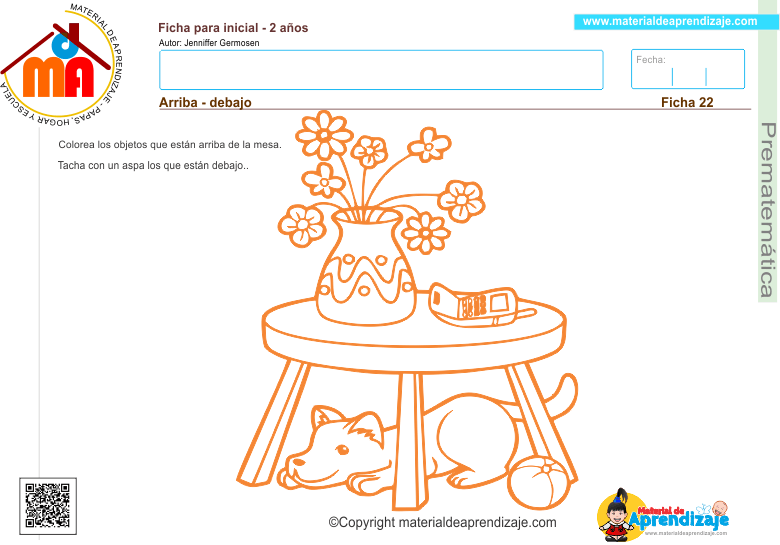 MATERIAL DE APRENDIZAJE - PAPAS, HOGAR Y ESCUELA
maA
Ficha para inicial - 2 años
Autor: Jenniffer Germosen
www.materialdeaprendizaje.com
Fecha:
Arriba - debajo
Ficha 22
Colorea los objetos que están arriba de la mesa.
Tacha con un aspa los que están debajo..
Prematemática
©Copyright materialdeaprendizaje.com
Material de
Aprendizaje
www.materialdeaprendizaje.com